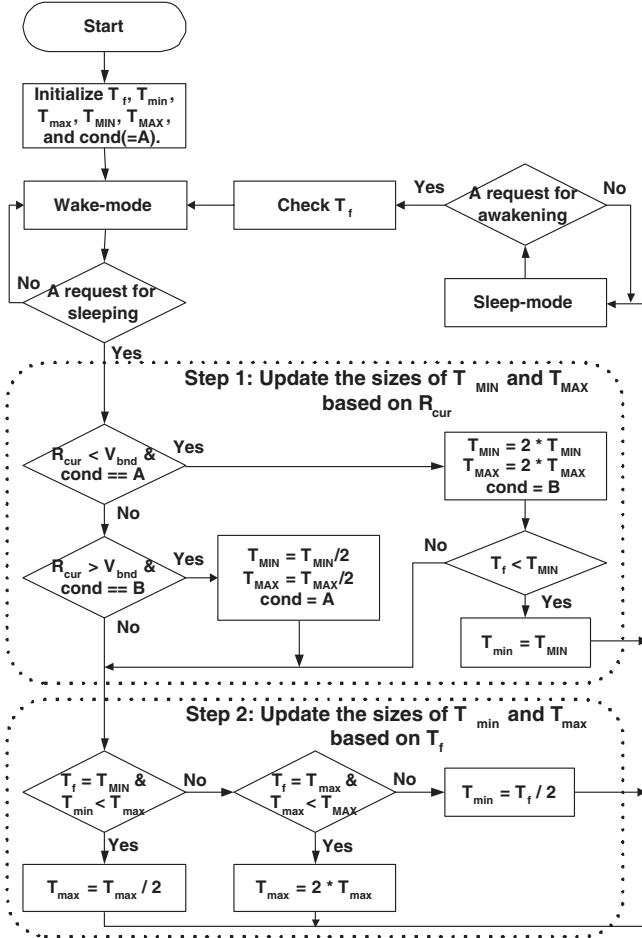 Start
Initialize T_f, T_min,
T_max, T_MIN, T_MAX,
and cond(=A).
Wake-mode
Check T_f
Yes
A request for
awakening
No
No
A request for
sleeping
Sleep-mode
Yes
Step 1: Update the sizes of T_MIN and T_MAX
based on R_cur
R_cur < V_bnd &
cond == A
Yes
T_MIN = 2 * T_MIN
T_MAX = 2 * T_MAX
cond = B
No
R_cur > V_bnd &
cond == B
Yes
T_MIN = T_MIN/2
T_MAX = T_MAX/2
cond = A
No
T_f < T_MIN
Yes
No
T_min = T_MIN
Step 2: Update the sizes of T_min and T_max
based on T_f
T_f = T_MIN &
T_min < T_max
No
T_f = T_max &
T_max < T_MAX
No
T_min = T_f / 2
Yes
Yes
T_max = T_max / 2
T_max = 2 * T_max